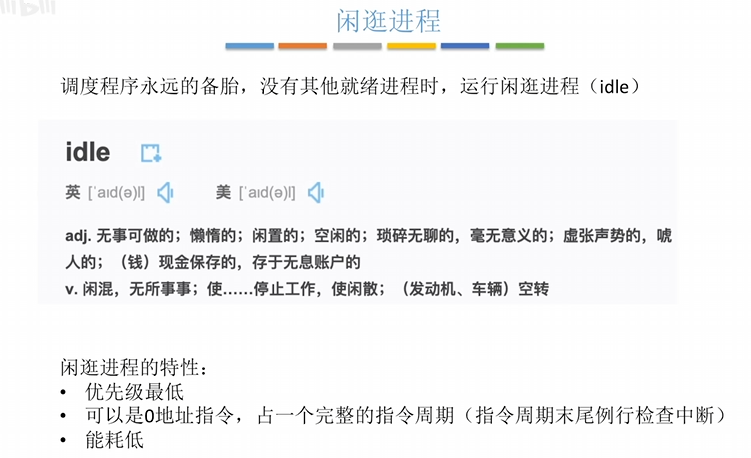 闲逛进程
调度程序永远的备胎，没有其他就绪进程时，运行闲逛进程（idle）
idle
英 [ˈaɪd(ə)l] 美 [ˈaɪd(ə)l]
adj. 无事可做的；懒惰的；闲置的；空闲的；琐碎无聊的，毫无意义的；虚张声势的，唬
人的；（钱）现金保存的，存于无息账户的
v. 闲混，无所事事；使……停止工作，使闲散；（发动机、车辆）空转
闲逛进程的特性：
• 优先级最低
• 可以是0地址指令，占一个完整的指令周期（指令周期末尾例行检查中断）
• 能耗低